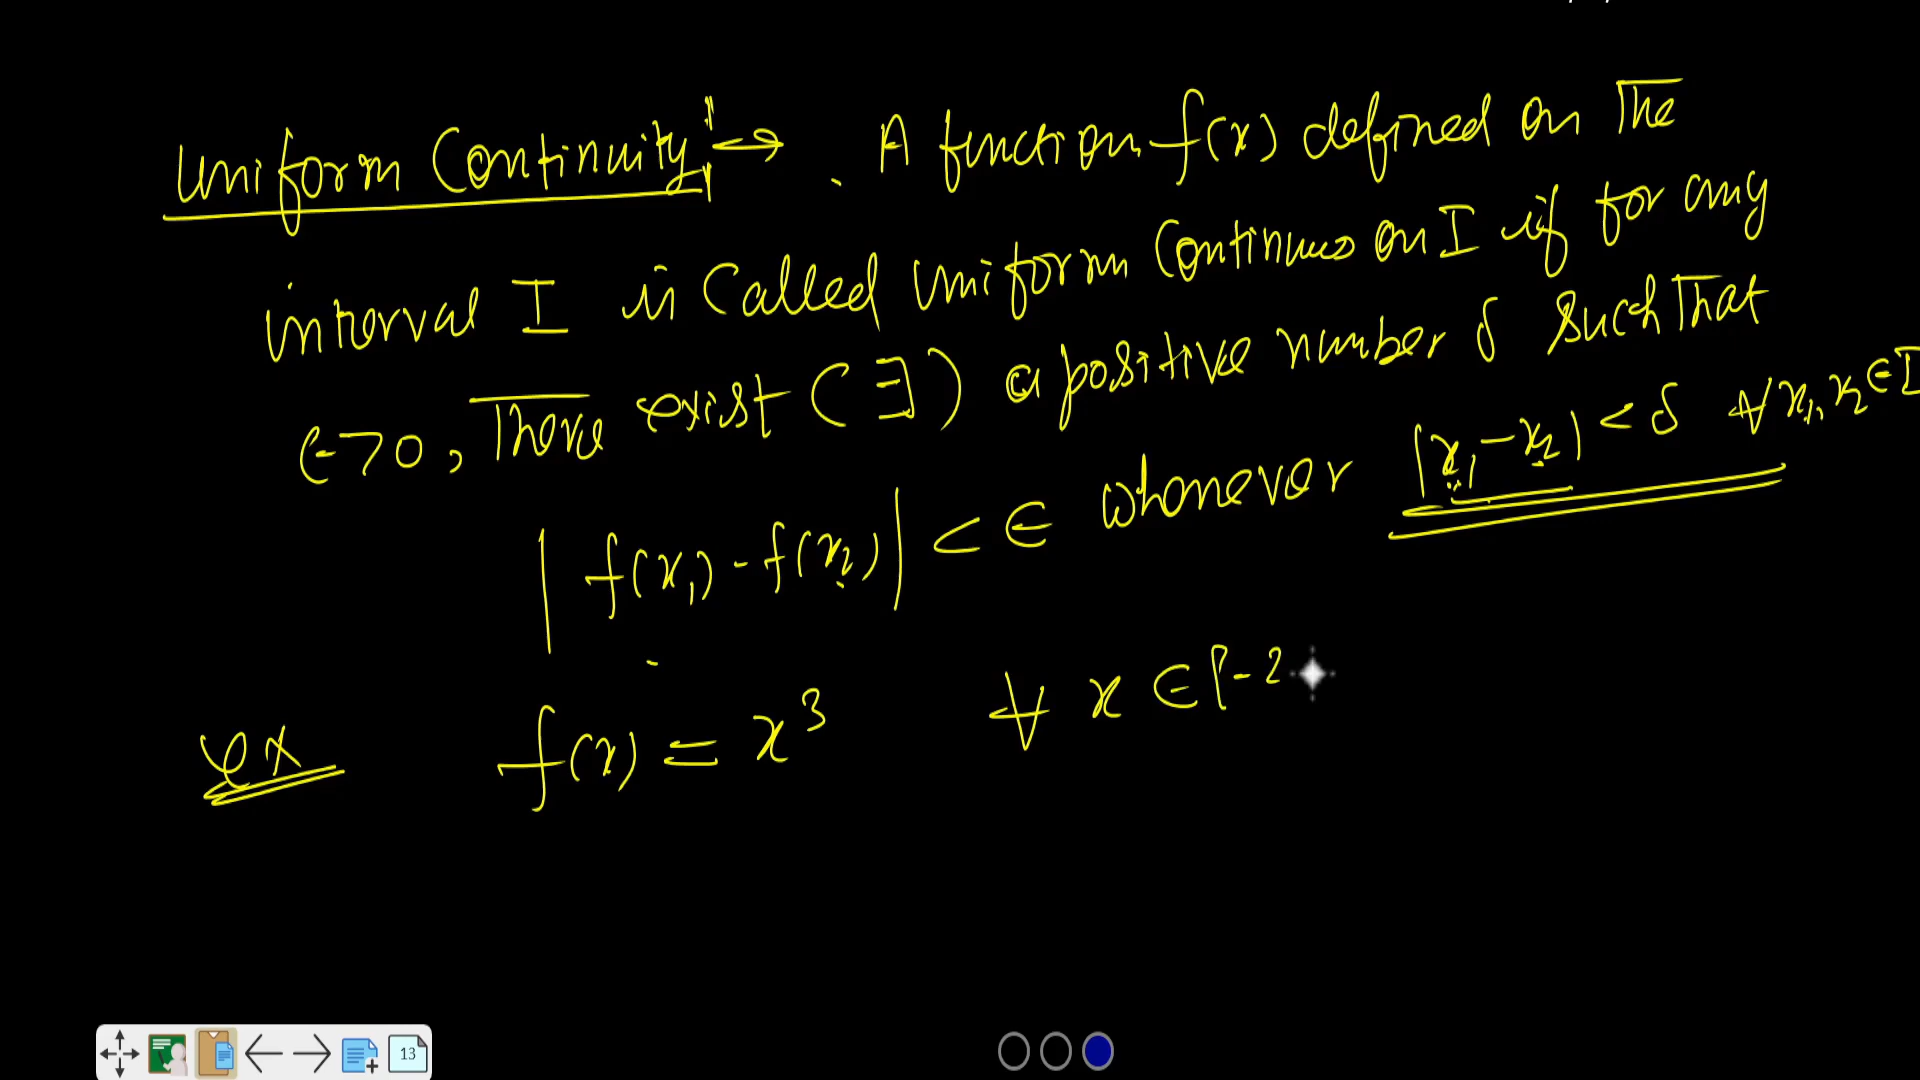 Uniform Continuity :→ A function f(x) defined on The
interval I is Called Uniform Continuous on I if for any
ϵ>0, There exist (∃) a positive number δ Such That
|f(x₁) - f(x₂)| < ∈ whenever |x₁ - x₂| < δ ∀ x₁, x₂ ∈ I
ex f(x) = x³ ∀ x ∈ [-2
13